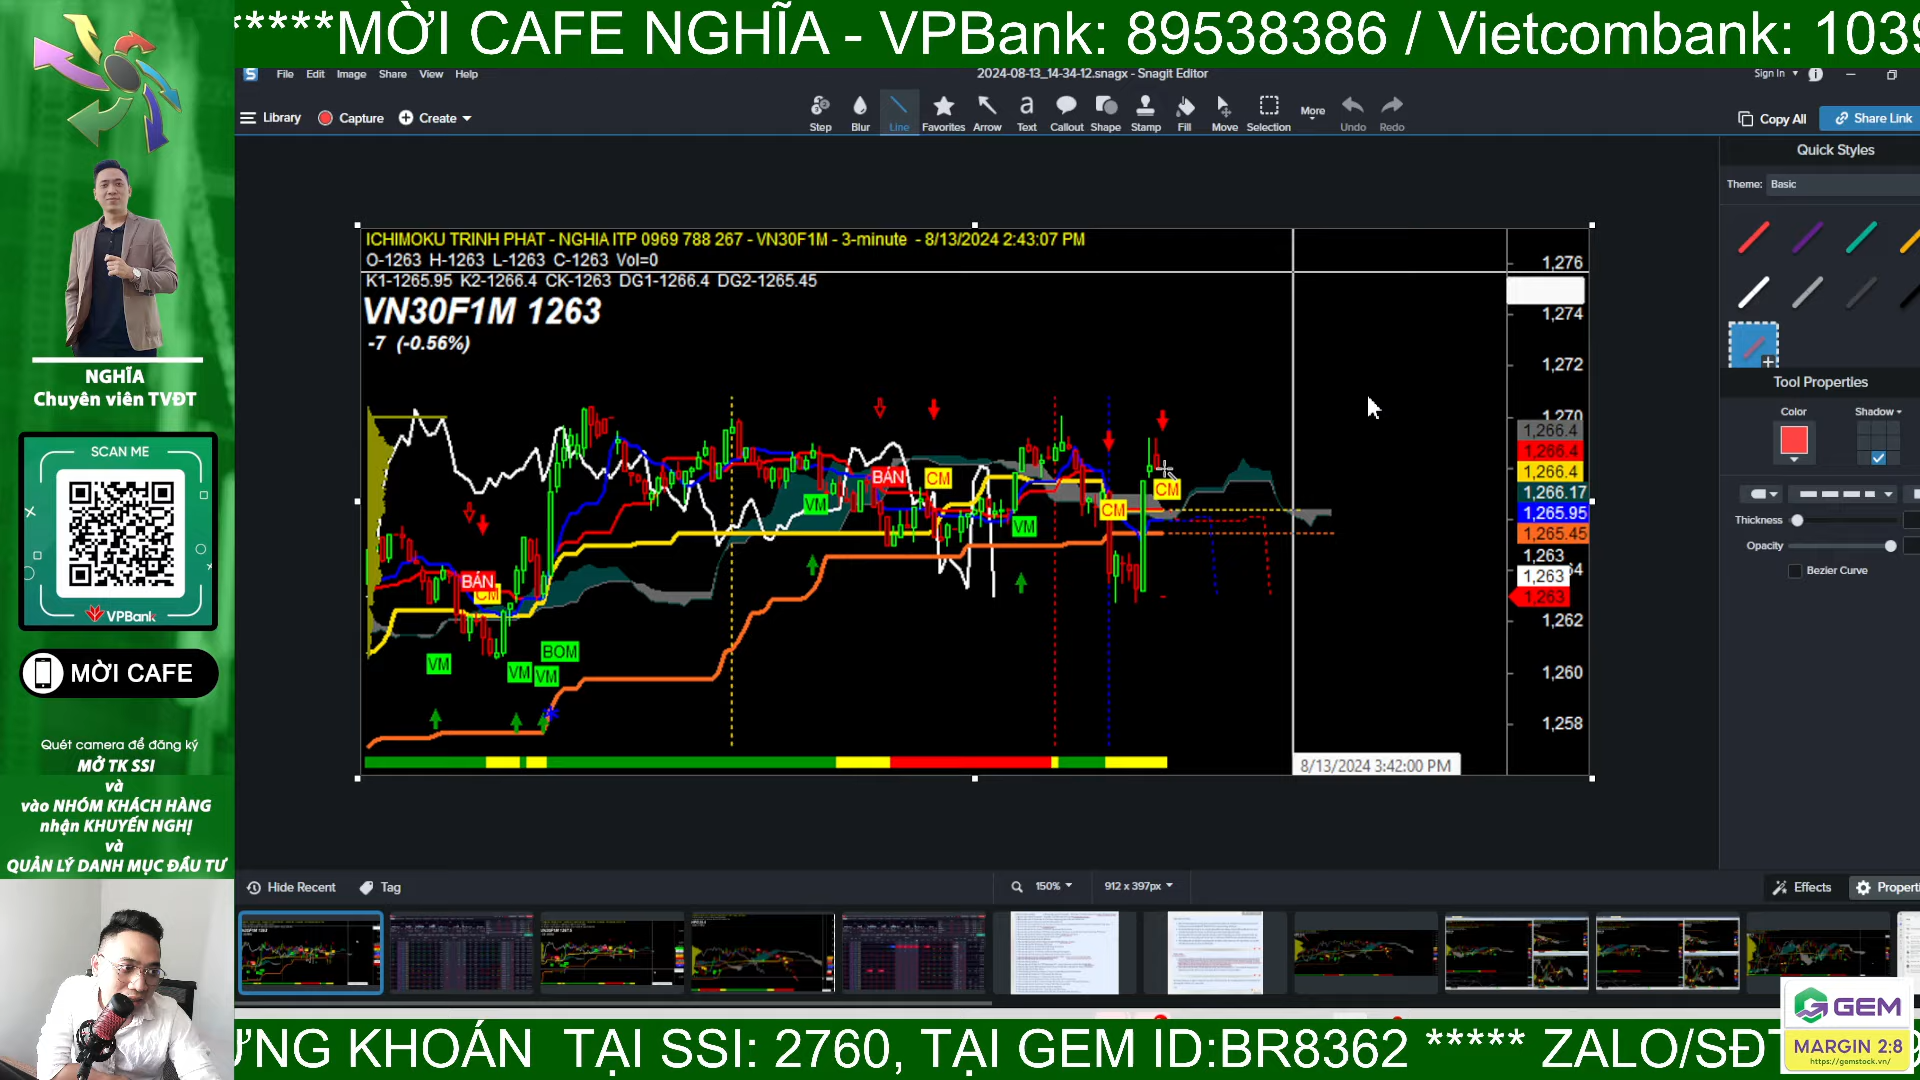 *****MỜI CAFE NGHĨA - VPBank: 89538386 / Vietcombank: 1039
File Edit Image Share View Help
2024-08-13_14-34-12.snagx - Snagit Editor
Sign In
Library Capture Create
Step Blur Line Favorites Arrow Text Callout Shape Stamp Fill Move Selection More Undo Redo
Copy All Share Link
Quick Styles
Theme: Basic
ICHIMOKU TRINH PHAT - NGHIA ITP 0969 788 267 - VN30F1M - 3-minute - 8/13/2024 2:43:07 PM
O-1263 H-1263 L-1263 C-1263 Vol=0
K1-1265.95 K2-1266.4 CK-1263 DG1-1266.4 DG2-1265.45
VN30F1M 1263
-7 (-0.56%)
1,276
1,274
1,272
1,270
1,266.4
1,266.4
1,266.4
1,266.17
1,265.95
1,265.45
1,263
1,263
1,263
1,262
1,260
1,258
BÁN
CM
VM
VM
VM
BOM
VM
BÁN
CM
VM
CM
CM
8/13/2024 3:42:00 PM
Tool Properties
Color Shadow
Thickness
Opacity
Bezier Curve
Hide Recent Tag
150% 912 x 397px
Effects Properti
NGHĨA
Chuyên viên TVĐT
SCAN ME
VPBank
MỜI CAFE
Quét camera để đăng ký
MỞ TK SSI
và
vào NHÓM KHÁCH HÀNG
nhận KHUYẾN NGHỊ
và
QUẢN LÝ DANH MỤC ĐẦU TƯ
ỨNG KHOÁN TẠI SSI: 2760, TẠI GEM ID:BR8362 ***** ZALO/SĐT
GEM
MARGIN 2:8
https://gemstock.vn/